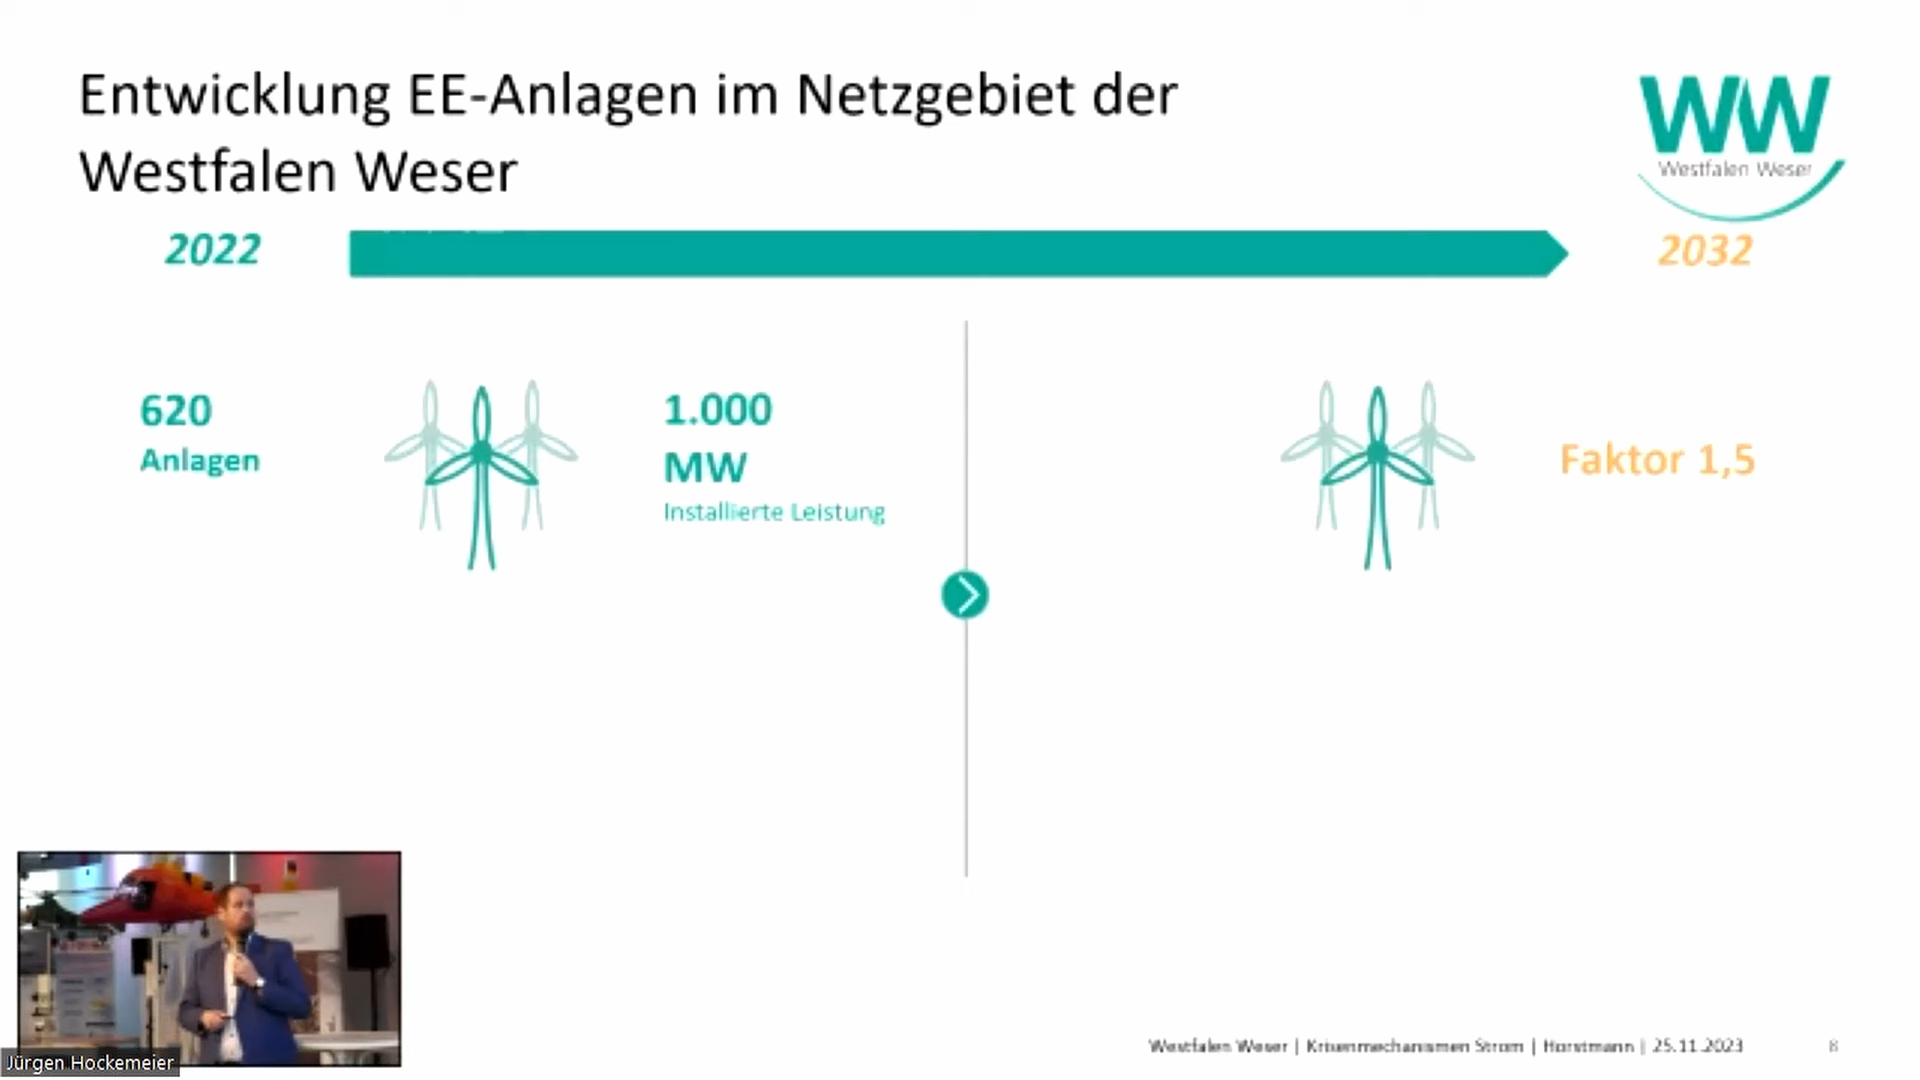 Entwicklung EE-Anlagen im Netzgebiet der
Westfalen Weser
WW
Westfalen Weser
2022
2032
620
Anlagen
1.000
MW
Installierte Leistung
Faktor 1,5
Jürgen Hockemeier
Westfalen Weser | Krisenmechanismen Strom | Horstmann | 25.11.2023
8